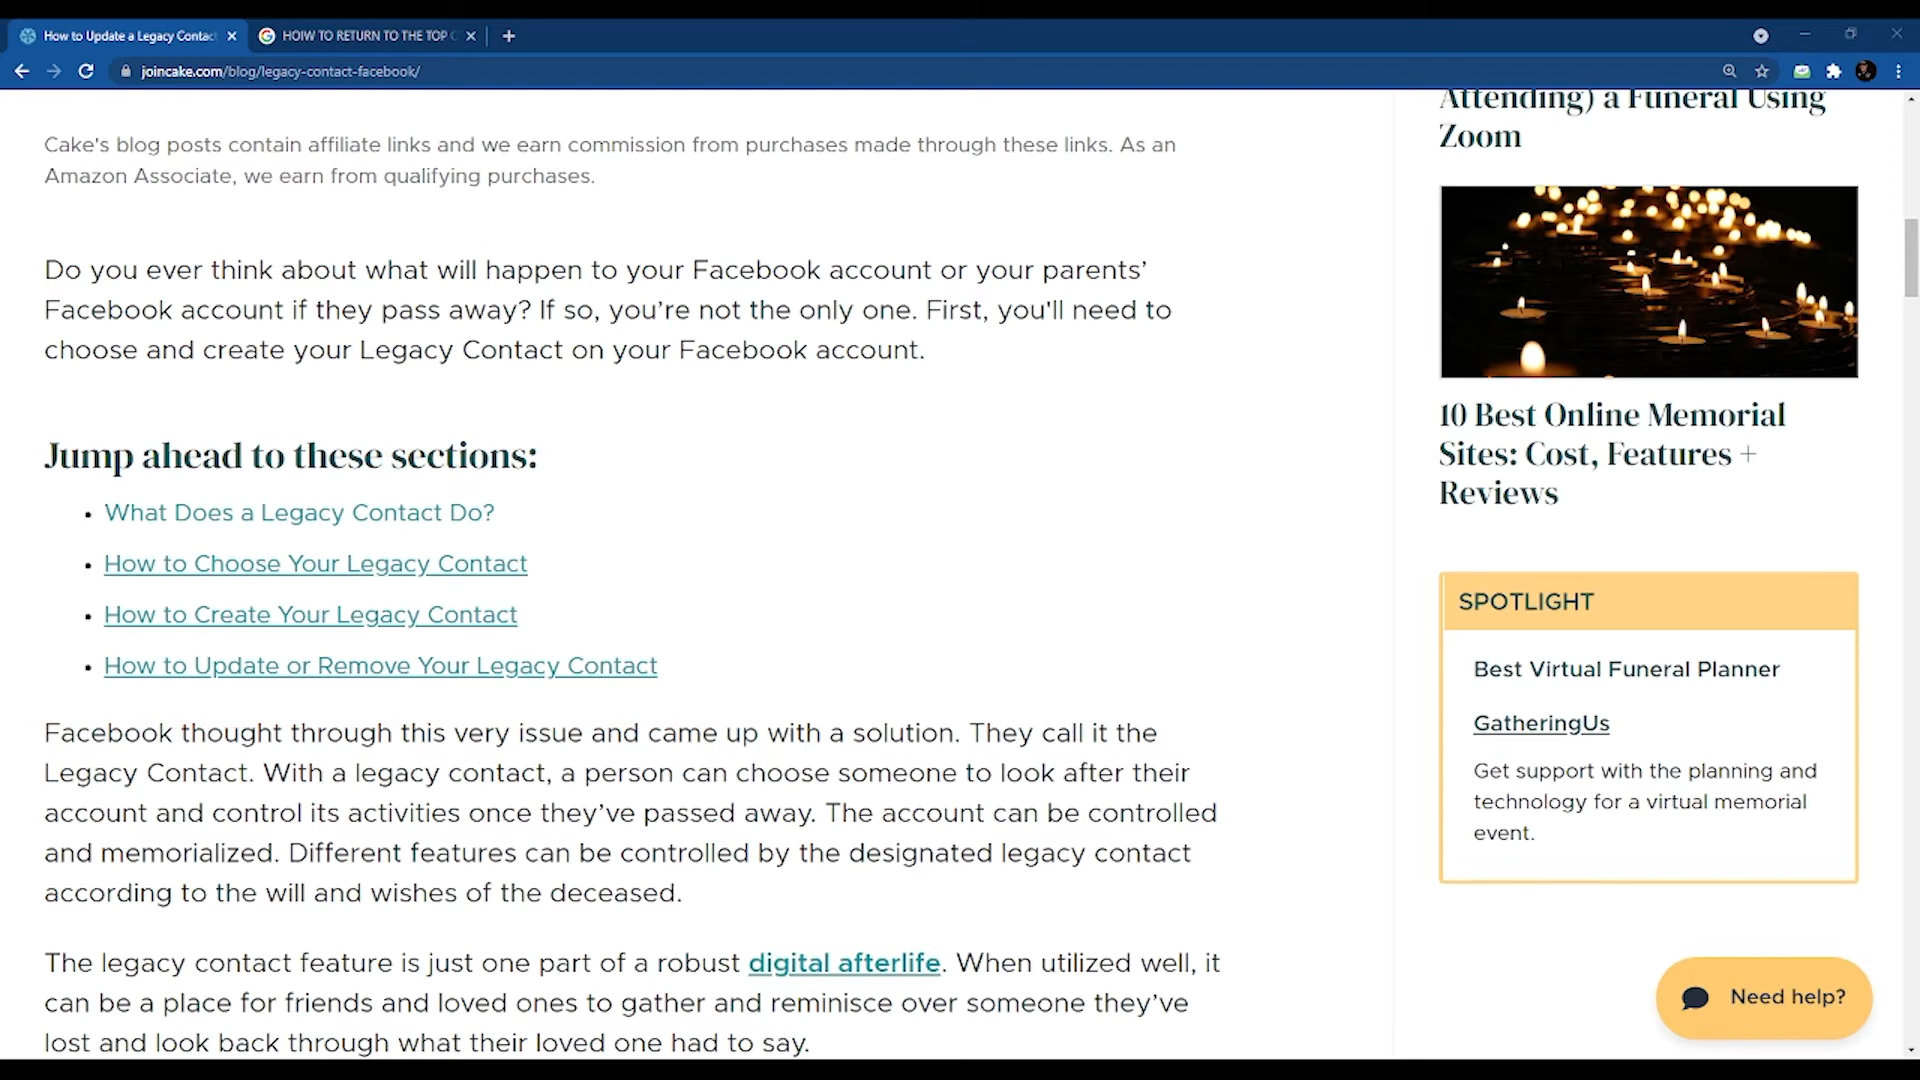 How to Update a Legacy Contac
HOIW TO RETURN TO THE TOP
joincake.com/blog/legacy-contact-facebook/
Cake's blog posts contain affiliate links and we earn commission from purchases made through these links. As an
Amazon Associate, we earn from qualifying purchases.
Do you ever think about what will happen to your Facebook account or your parents’
Facebook account if they pass away? If so, you’re not the only one. First, you'll need to
choose and create your Legacy Contact on your Facebook account.
Jump ahead to these sections:
What Does a Legacy Contact Do?
How to Choose Your Legacy Contact
How to Create Your Legacy Contact
How to Update or Remove Your Legacy Contact
Facebook thought through this very issue and came up with a solution. They call it the
Legacy Contact. With a legacy contact, a person can choose someone to look after their
account and control its activities once they’ve passed away. The account can be controlled
and memorialized. Different features can be controlled by the designated legacy contact
according to the will and wishes of the deceased.
The legacy contact feature is just one part of a robust digital afterlife. When utilized well, it
can be a place for friends and loved ones to gather and reminisce over someone they’ve
lost and look back through what their loved one had to say.
Attending) a Funeral Using
Zoom
10 Best Online Memorial
Sites: Cost, Features +
Reviews
SPOTLIGHT
Best Virtual Funeral Planner
GatheringUs
Get support with the planning and
technology for a virtual memorial
event.
Need help?